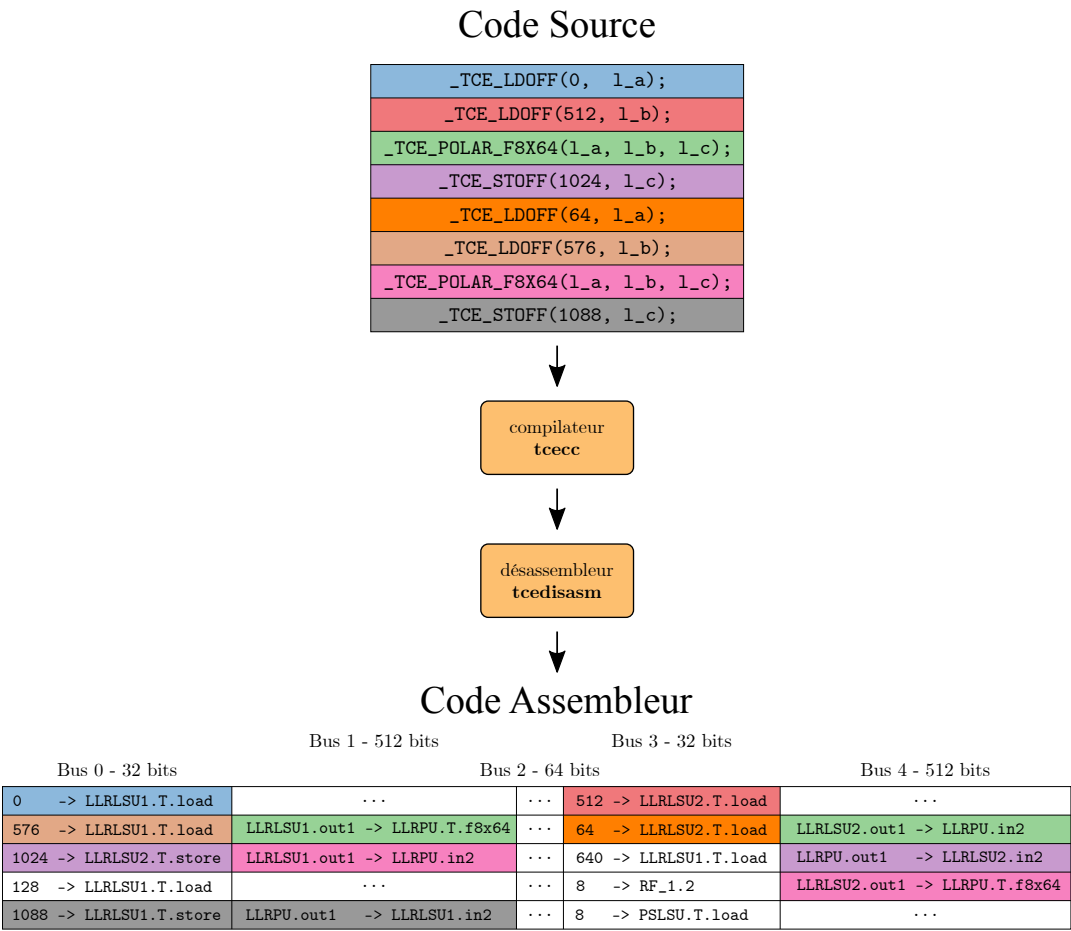 Code Source
_TCE_LDOFF(0, l_a);
_TCE_LDOFF(512, l_b);
_TCE_POLAR_F8X64(l_a, l_b, l_c);
_TCE_STOFF(1024, l_c);
_TCE_LDOFF(64, l_a);
_TCE_LDOFF(576, l_b);
_TCE_POLAR_F8X64(l_a, l_b, l_c);
_TCE_STOFF(1088, l_c);
compilateur
tcecc
désassembleur
tcedisasm
Code Assembleur
Bus 1 - 512 bits Bus 3 - 32 bits
Bus 0 - 32 bits Bus 2 - 64 bits Bus 4 - 512 bits
0 -> LLRLSU1.T.load ... ... 512 -> LLRLSU2.T.load ...
576 -> LLRLSU1.T.load LLRLSU1.out1 -> LLRPU.T.f8x64 ... 64 -> LLRLSU2.T.load LLRLSU2.out1 -> LLRPU.in2
1024 -> LLRLSU2.T.store LLRLSU1.out1 -> LLRPU.in2 ... 640 -> LLRLSU1.T.load LLRPU.out1 -> LLRLSU2.in2
128 -> LLRLSU1.T.load ... ... 8 -> RF_1.2 LLRLSU2.out1 -> LLRPU.T.f8x64
1088 -> LLRLSU1.T.store LLRPU.out1 -> LLRLSU1.in2 ... 8 -> PSLSU.T.load ...